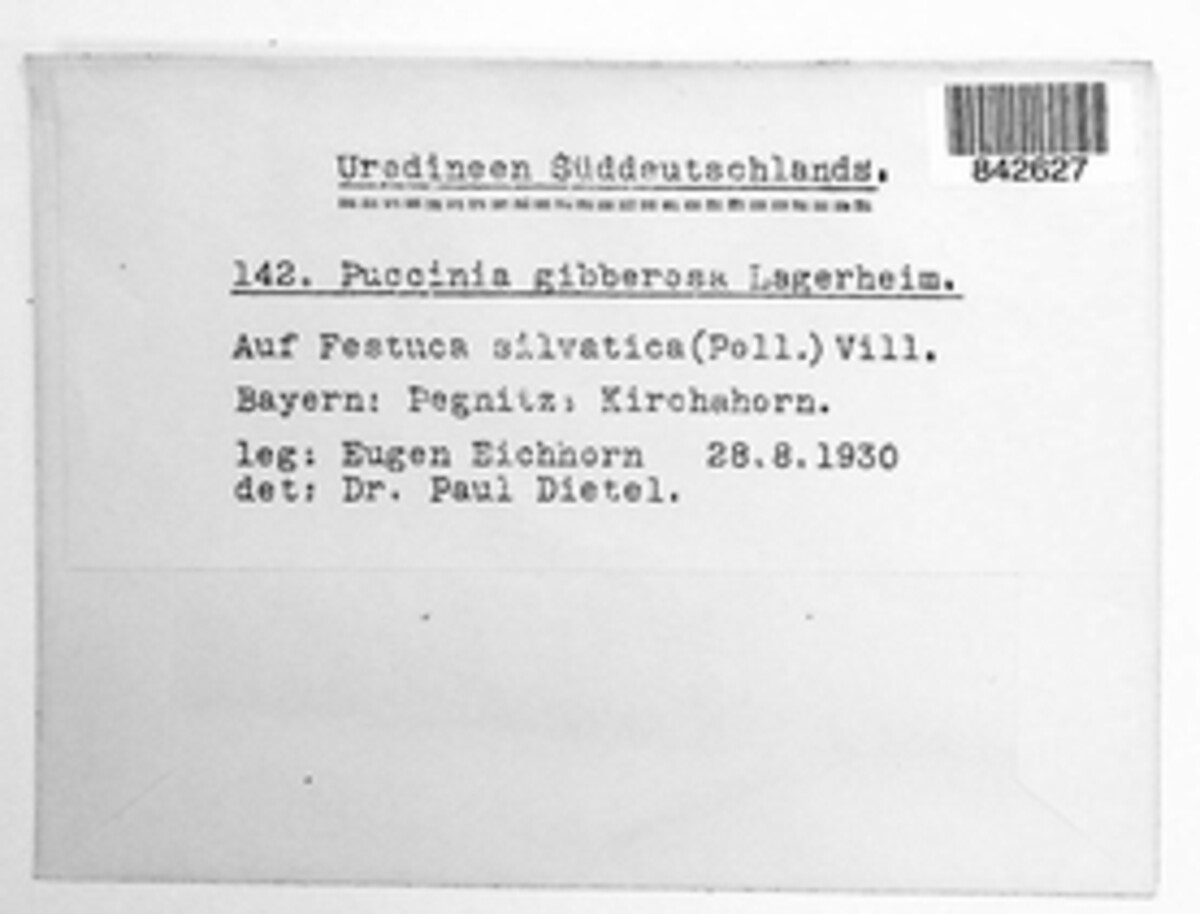 842627
Uredineen Süddeutschlands.
142. Puccinia gibberosa Lagerheim.
Auf Festuca silvatica (Poll.) Vill.
Bayern: Pegnitz: Kirchahorn.
leg: Eugen Eichhorn 28.8.1930
det: Dr. Paul Dietel.